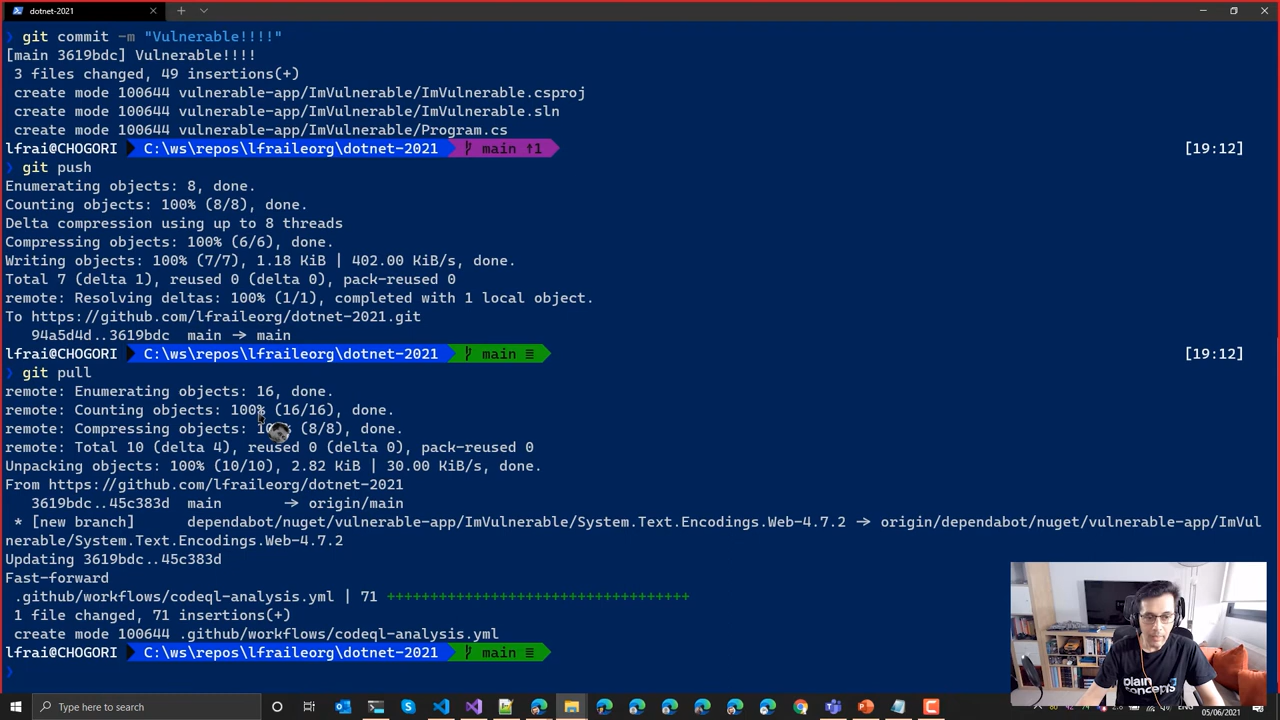 dotnet-2021
❯ git commit -m "Vulnerable!!!!"
[main 3619bdc] Vulnerable!!!!
3 files changed, 49 insertions(+)
create mode 100644 vulnerable-app/ImVulnerable/ImVulnerable.csproj
create mode 100644 vulnerable-app/ImVulnerable/ImVulnerable.sln
create mode 100644 vulnerable-app/ImVulnerable/Program.cs
lfrai@CHOGORI C:\ws\repos\lfraileorg\dotnet-2021 main ↑1 [19:12]
❯ git push
Enumerating objects: 8, done.
Counting objects: 100% (8/8), done.
Delta compression using up to 8 threads
Compressing objects: 100% (6/6), done.
Writing objects: 100% (7/7), 1.18 KiB | 402.00 KiB/s, done.
Total 7 (delta 1), reused 0 (delta 0), pack-reused 0
remote: Resolving deltas: 100% (1/1), completed with 1 local object.
To https://github.com/lfraileorg/dotnet-2021.git
94a5d4d..3619bdc main → main
lfrai@CHOGORI C:\ws\repos\lfraileorg\dotnet-2021 main ≡ [19:12]
❯ git pull
remote: Enumerating objects: 16, done.
remote: Counting objects: 100% (16/16), done.
remote: Compressing objects: (8/8), done.
remote: Total 10 (delta 4), reused 0 (delta 0), pack-reused 0
Unpacking objects: 100% (10/10), 2.82 KiB | 30.00 KiB/s, done.
From https://github.com/lfraileorg/dotnet-2021
3619bdc..45c383d main → origin/main
* [new branch] dependabot/nuget/vulnerable-app/ImVulnerable/System.Text.Encodings.Web-4.7.2 → origin/dependabot/nuget/vulnerable-app/ImVul
nerable/System.Text.Encodings.Web-4.7.2
Updating 3619bdc..45c383d
Fast-forward
.github/workflows/codeql-analysis.yml | 71 +++++++++++++++++++++++++++++++++++
1 file changed, 71 insertions(+)
create mode 100644 .github/workflows/codeql-analysis.yml
lfrai@CHOGORI C:\ws\repos\lfraileorg\dotnet-2021 main ≡
❯
plain
concepts
Type here to search
ENG
05/06/2021